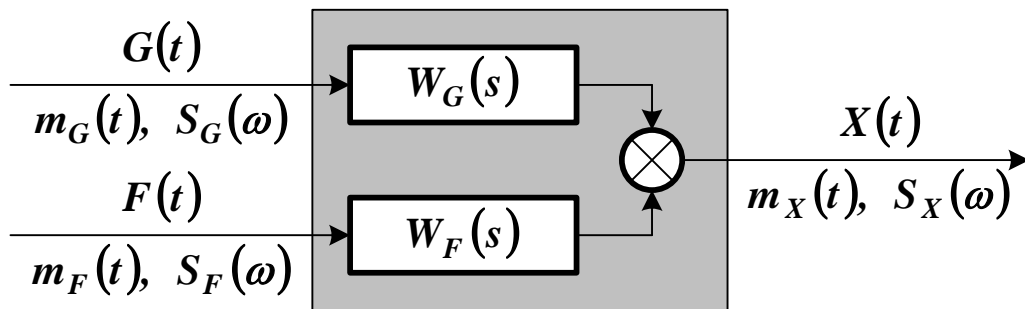 G(t)
m_G(t), S_G(ω)
W_G(s)
F(t)
m_F(t), S_F(ω)
W_F(s)
X(t)
m_X(t), S_X(ω)